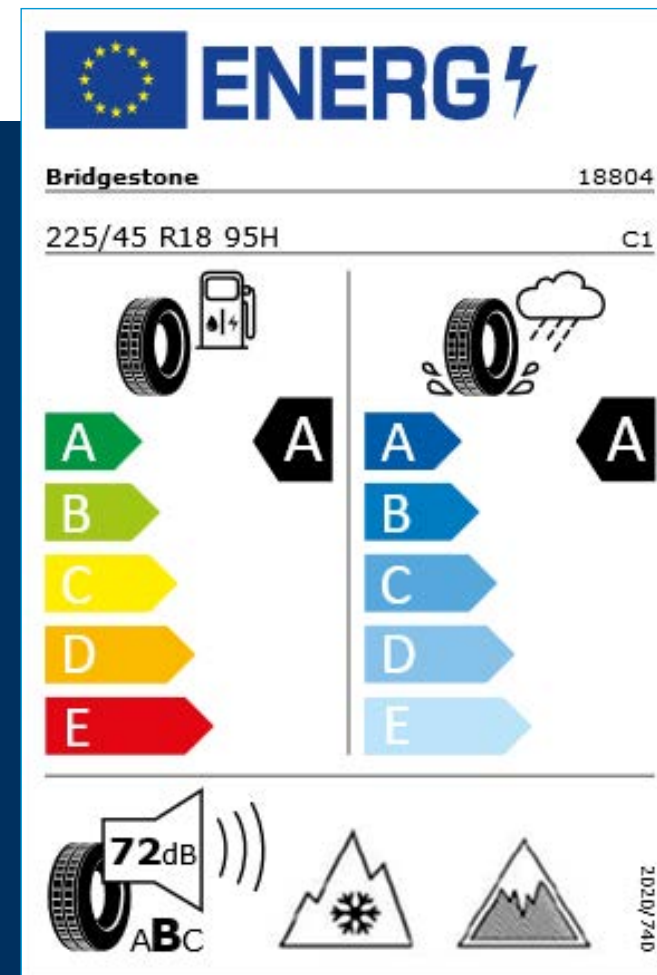 ENERG
Bridgestone 18804
225/45 R18 95H C1
A A A A
B B
C C
D D
E E
72dB
ABC
2020/740